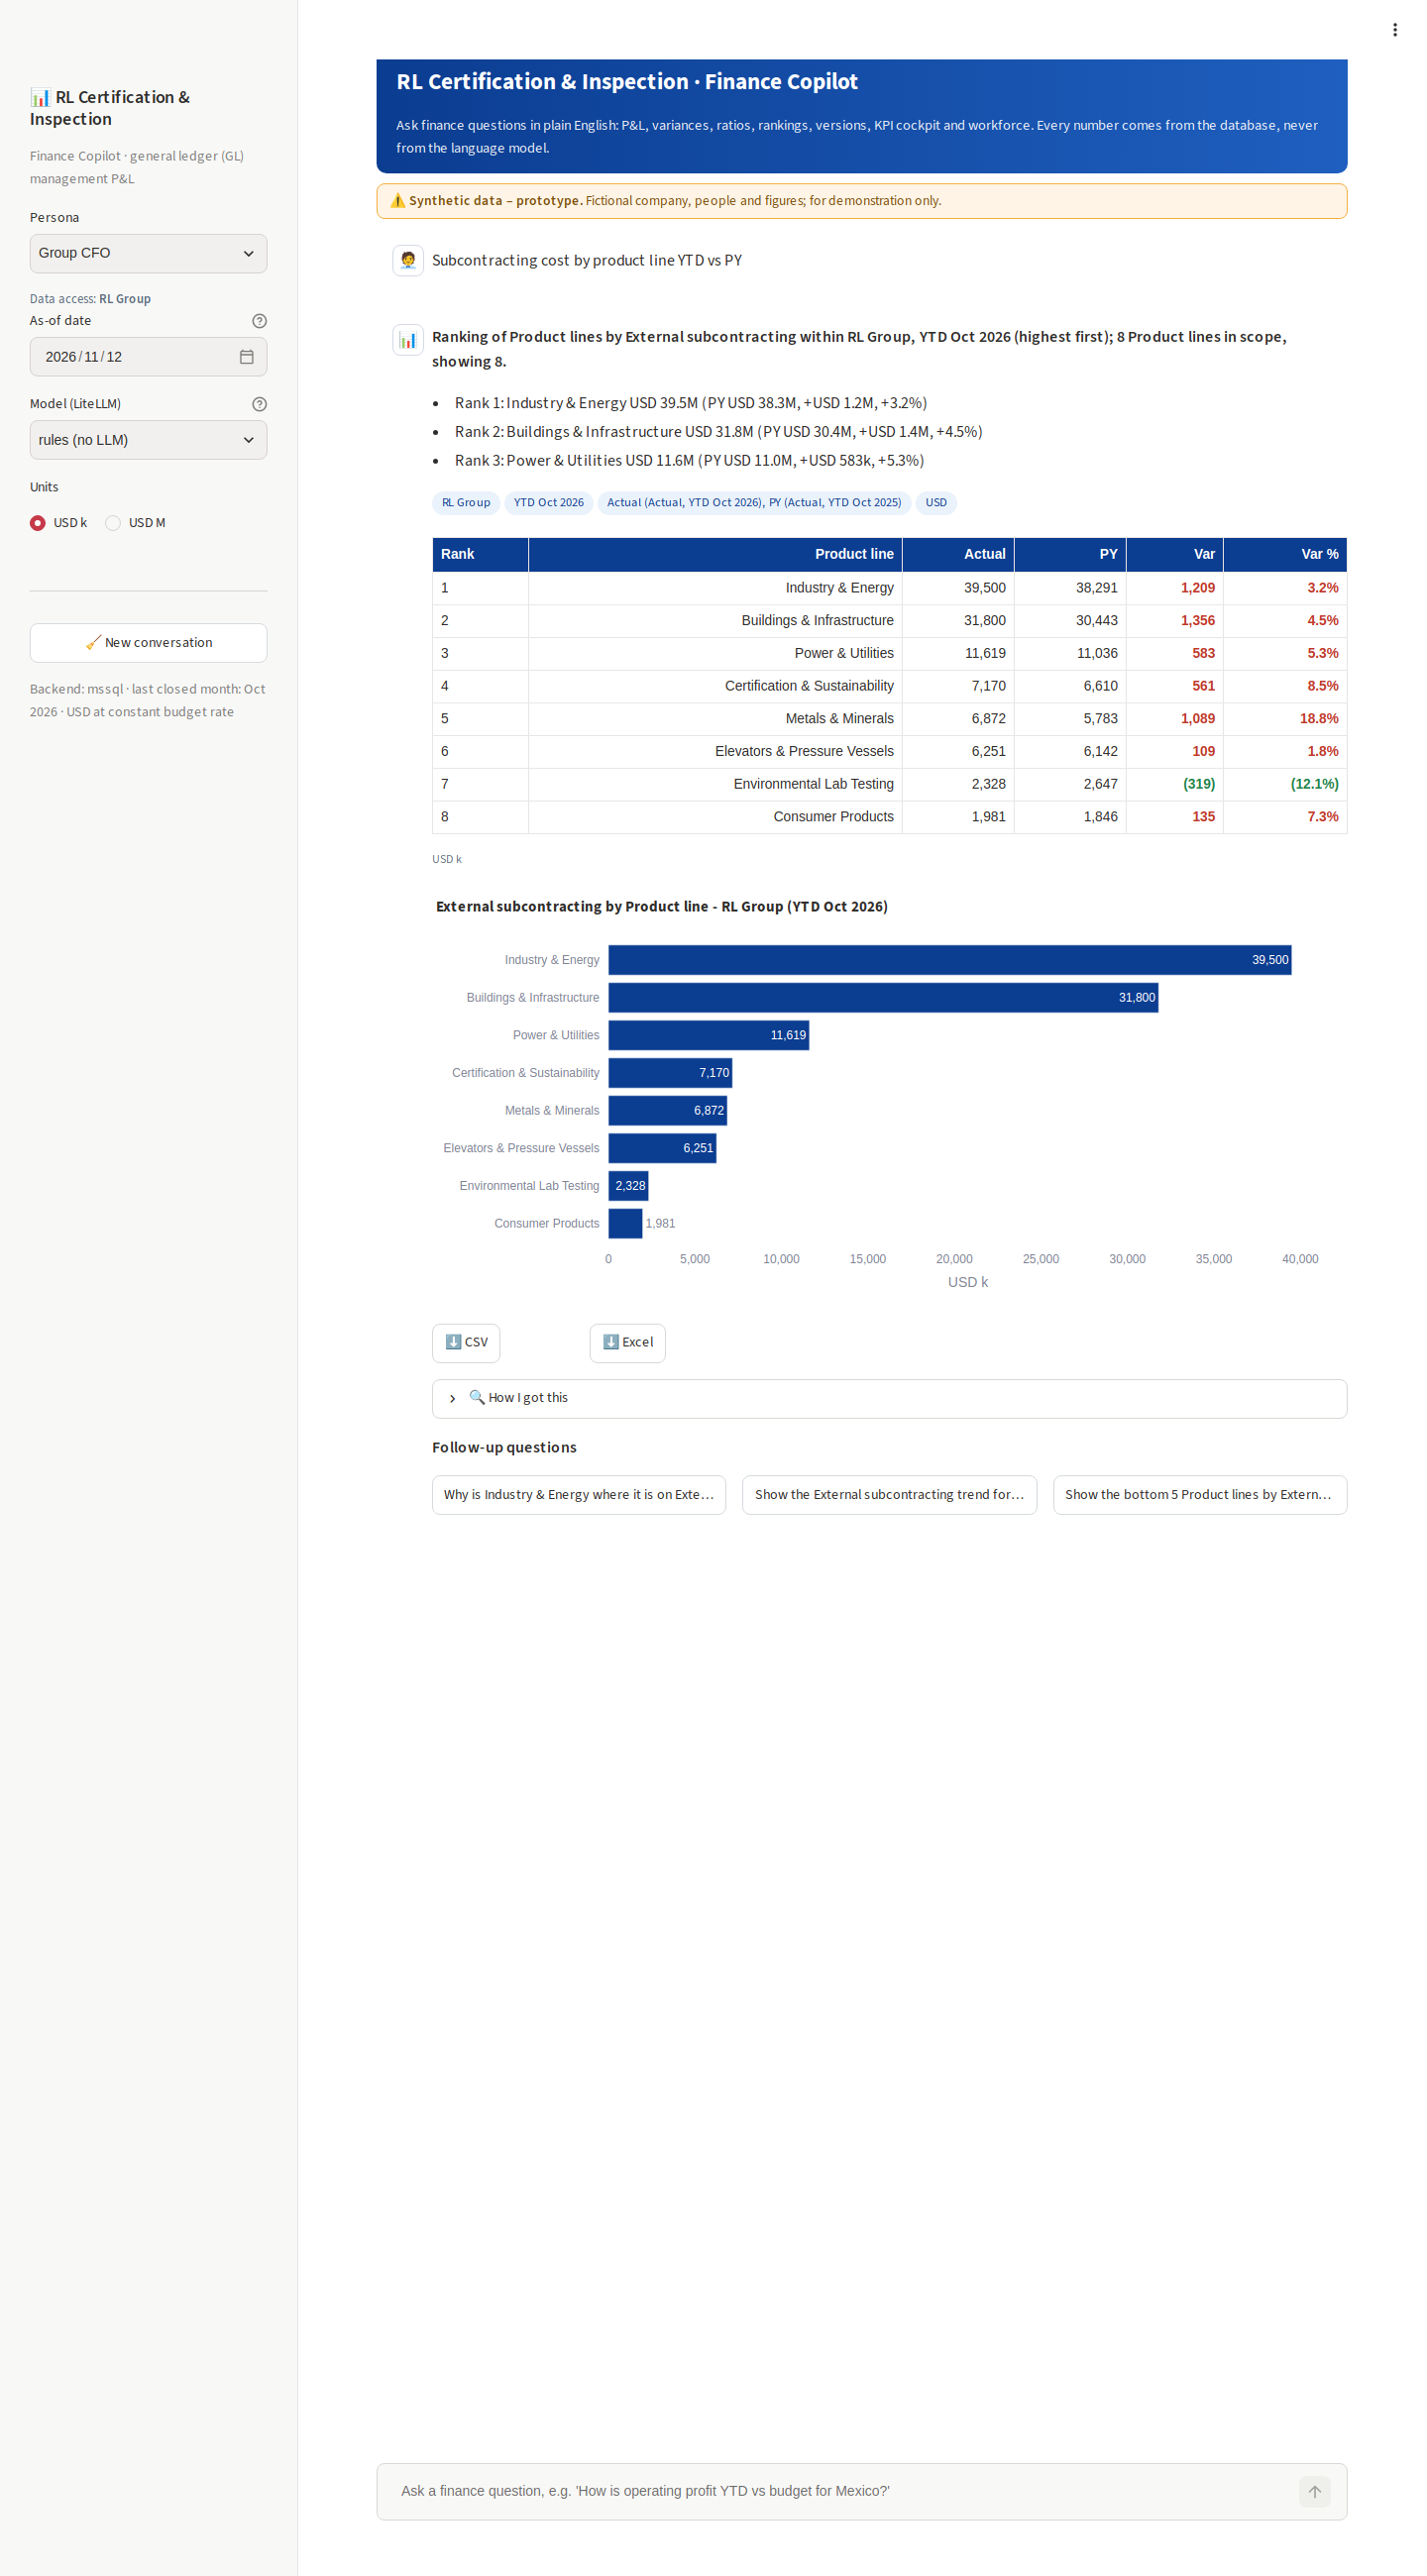 RL Certification &
Inspection
Finance Copilot · general ledger (GL)
management P&L
Persona
Group CFO
Data access: RL Group
As-of date
2026/11/12
Model (LiteLLM)
rules (no LLM)
Units
USD k
USD M
New conversation
Backend: mssql · last closed month: Oct
2026 · USD at constant budget rate
RL Certification & Inspection · Finance Copilot
Ask finance questions in plain English: P&L, variances, ratios, rankings, versions, KPI cockpit and workforce. Every number comes from the database, never
from the language model.
Synthetic data – prototype. Fictional company, people and figures; for demonstration only.
Subcontracting cost by product line YTD vs PY
Ranking of Product lines by External subcontracting within RL Group, YTD Oct 2026 (highest first); 8 Product lines in scope,
showing 8.
• Rank 1: Industry & Energy USD 39.5M (PY USD 38.3M, +USD 1.2M, +3.2%)
• Rank 2: Buildings & Infrastructure USD 31.8M (PY USD 30.4M, +USD 1.4M, +4.5%)
• Rank 3: Power & Utilities USD 11.6M (PY USD 11.0M, +USD 583k, +5.3%)
RL Group YTD Oct 2026 Actual (Actual, YTD Oct 2026), PY (Actual, YTD Oct 2025) USD
Rank Product line Actual PY Var Var %
1 Industry & Energy 39,500 38,291 1,209 3.2%
2 Buildings & Infrastructure 31,800 30,443 1,356 4.5%
3 Power & Utilities 11,619 11,036 583 5.3%
4 Certification & Sustainability 7,170 6,610 561 8.5%
5 Metals & Minerals 6,872 5,783 1,089 18.8%
6 Elevators & Pressure Vessels 6,251 6,142 109 1.8%
7 Environmental Lab Testing 2,328 2,647 (319) (12.1%)
8 Consumer Products 1,981 1,846 135 7.3%
USD k
External subcontracting by Product line - RL Group (YTD Oct 2026)
Industry & Energy 39,500
Buildings & Infrastructure 31,800
Power & Utilities 11,619
Certification & Sustainability 7,170
Metals & Minerals 6,872
Elevators & Pressure Vessels 6,251
Environmental Lab Testing 2,328
Consumer Products 1,981
0 5,000 10,000 15,000 20,000 25,000 30,000 35,000 40,000
USD k
CSV
Excel
How I got this
Follow-up questions
Why is Industry & Energy where it is on Exte…
Show the External subcontracting trend for…
Show the bottom 5 Product lines by Extern…
Ask a finance question, e.g. 'How is operating profit YTD vs budget for Mexico?'